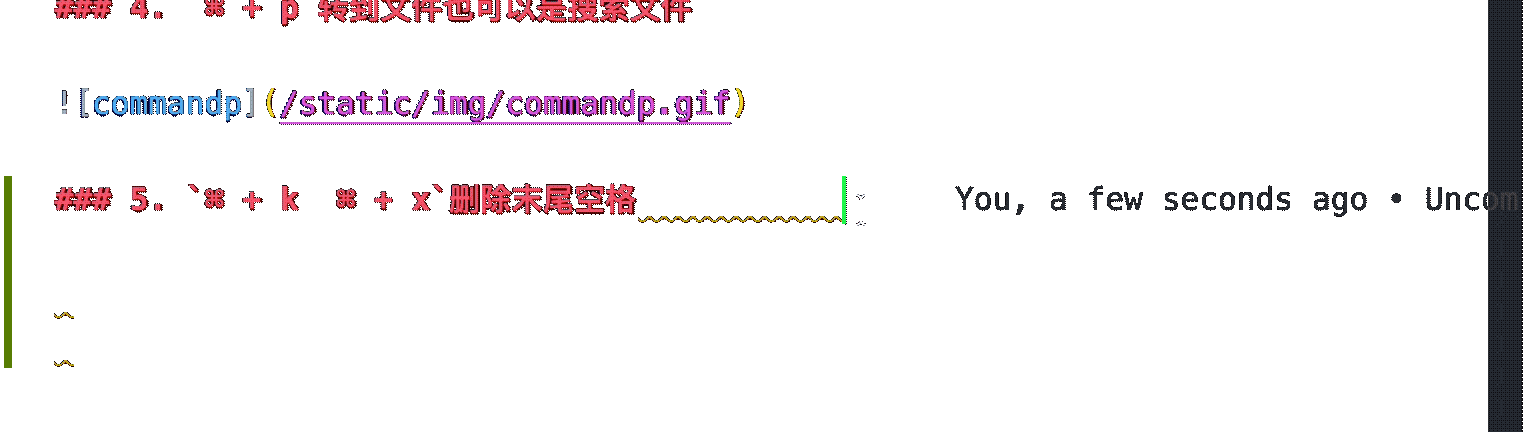 ### 4. `⌘ + p 转到文件也可以是搜索文件
![commandp](/static/img/commandp.gif)
### 5. `⌘ + k  ⌘ + x`删除末尾空格 You, a few seconds ago • Uncom